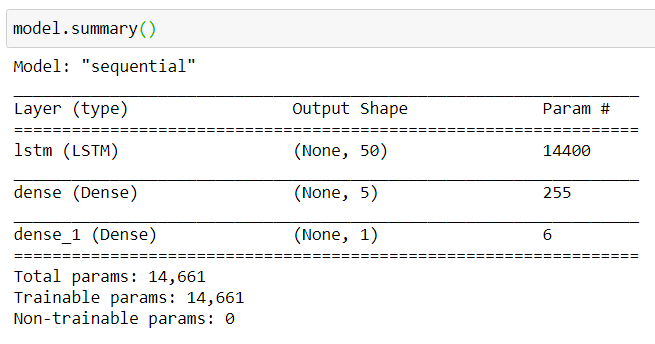 model.summary()
Model: "sequential"
_________________________________________________________________
Layer (type)                 Output Shape              Param #
=================================================================
lstm (LSTM)                  (None, 50)                14400
_________________________________________________________________
dense (Dense)                (None, 5)                 255
_________________________________________________________________
dense_1 (Dense)              (None, 1)                 6
=================================================================
Total params: 14,661
Trainable params: 14,661
Non-trainable params: 0